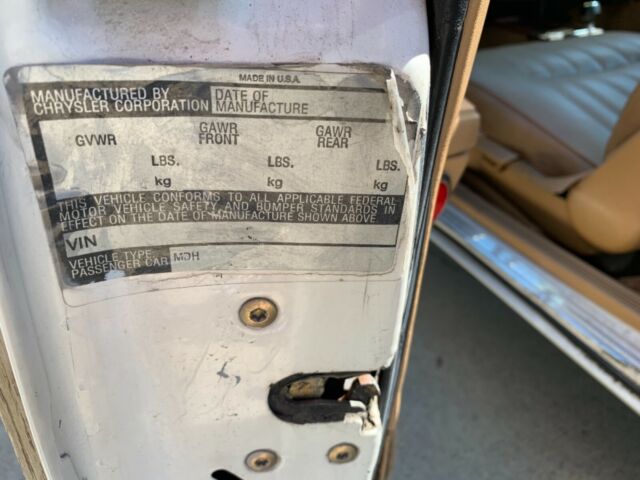 MADE IN U.S.A.
MANUFACTURED BY
CHRYSLER CORPORATION
DATE OF
MANUFACTURE
GVWR
GAWR
FRONT
GAWR
REAR
LBS.
LBS.
LBS.
kg
kg
kg
THIS VEHICLE CONFORMS TO ALL APPLICABLE FEDERAL
MOTOR VEHICLE SAFETY AND BUMPER STANDARDS IN
EFFECT ON THE DATE OF MANUFACTURE SHOWN ABOVE.
VIN
VEHICLE TYPE
PASSENGER CAR
MDH